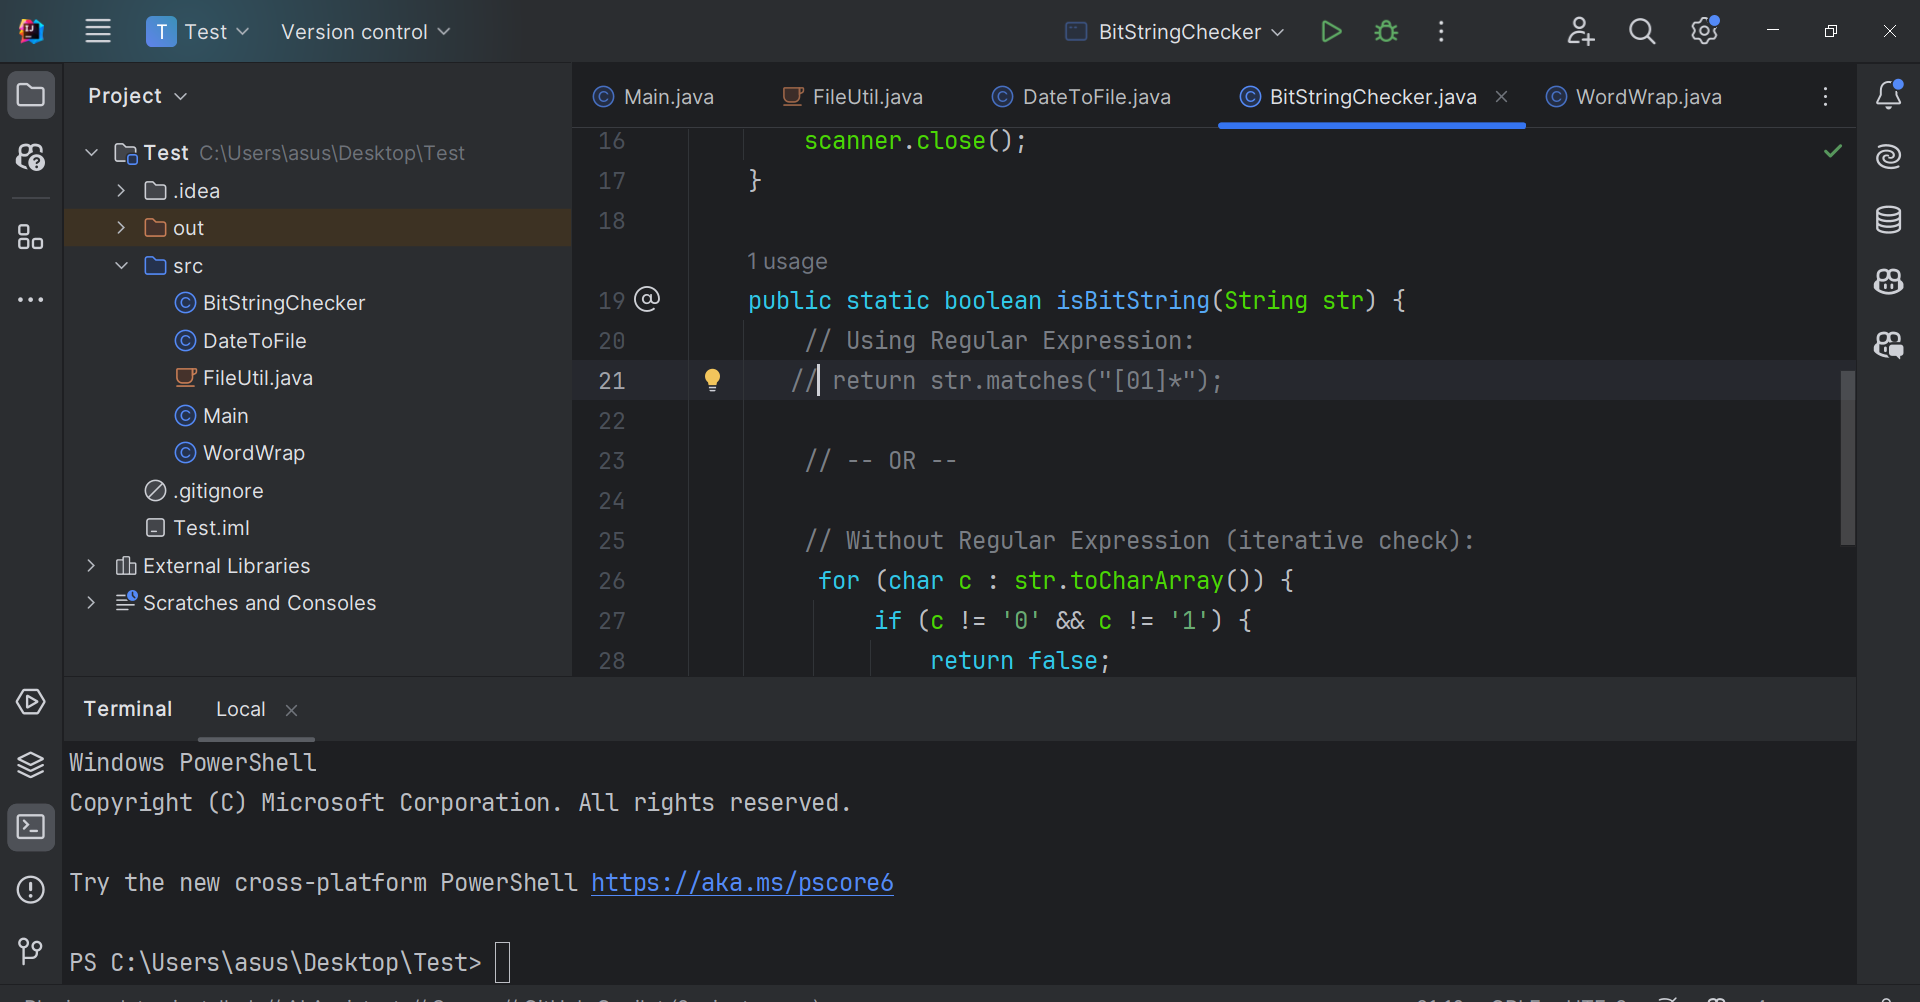 T Test Version control BitStringChecker
Project
Main.java FileUtil.java DateToFile.java BitStringChecker.java WordWrap.java
Test C:\Users\asus\Desktop\Test
.idea
out
src
BitStringChecker
DateToFile
FileUtil.java
Main
WordWrap
.gitignore
Test.iml
External Libraries
Scratches and Consoles
16 scanner.close();
17 }
18
1 usage
19 @ public static boolean isBitString(String str) {
20 // Using Regular Expression:
21 // return str.matches("[01]*");
22
23 // -- OR --
24
25 // Without Regular Expression (iterative check):
26 for (char c : str.toCharArray()) {
27 if (c != '0' && c != '1') {
28 return false;
Terminal Local
Windows PowerShell
Copyright (C) Microsoft Corporation. All rights reserved.
Try the new cross-platform PowerShell https://aka.ms/pscore6
PS C:\Users\asus\Desktop\Test>